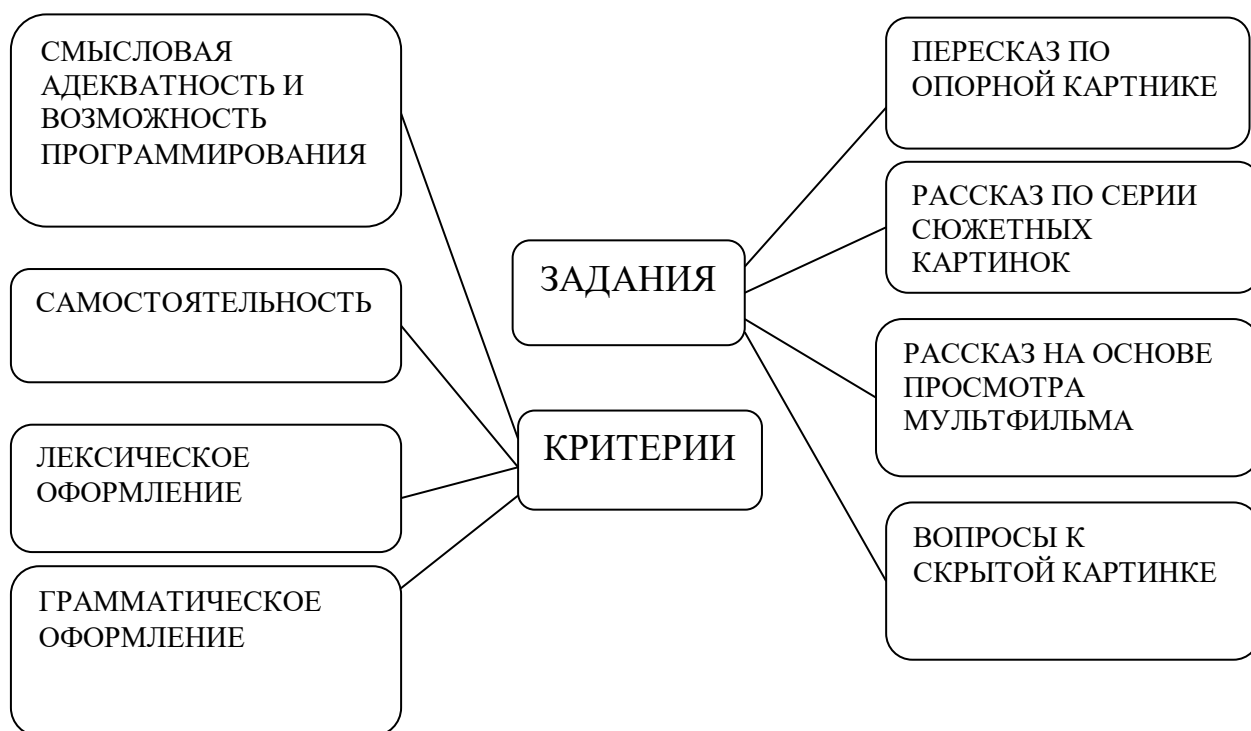 СМЫСЛОВАЯ
АДЕКВАТНОСТЬ И
ВОЗМОЖНОСТЬ
ПРОГРАММИРОВАНИЯ
САМОСТОЯТЕЛЬНОСТЬ
ЛЕКСИЧЕСКОЕ
ОФОРМЛЕНИЕ
ГРАММАТИЧЕСКОЕ
ОФОРМЛЕНИЕ
ЗАДАНИЯ
КРИТЕРИИ
ПЕРЕСКАЗ ПО
ОПОРНОЙ КАРТНИКЕ
РАССКАЗ ПО СЕРИИ
СЮЖЕТНЫХ
КАРТИНОК
РАССКАЗ НА ОСНОВЕ
ПРОСМОТРА
МУЛЬТФИЛЬМА
ВОПРОСЫ К
СКРЫТОЙ КАРТИНКЕ